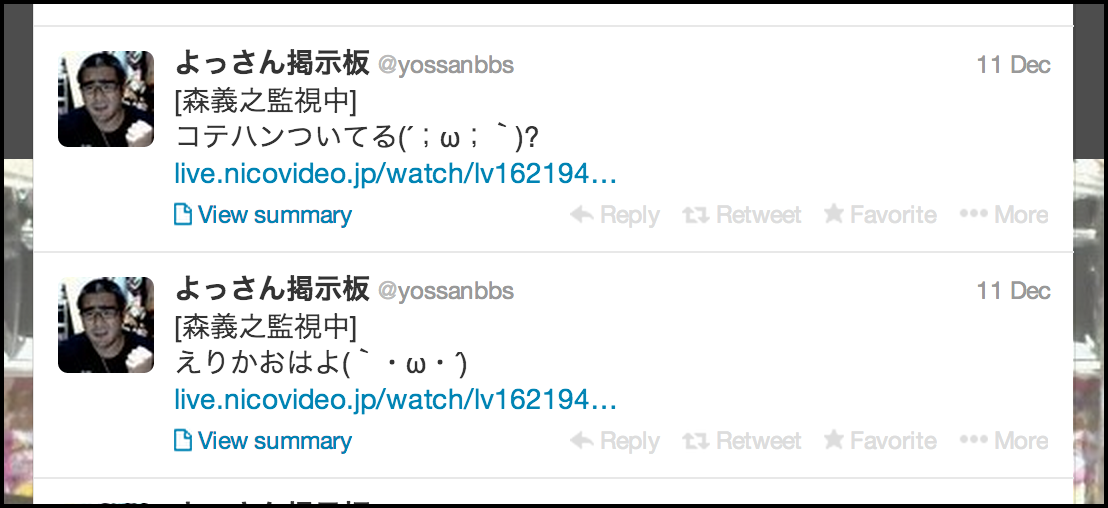 よっさん掲示板 @yossanbbs 11 Dec
[森義之監視中]
コテハンついてる(´；ω；｀)?
live.nicovideo.jp/watch/lv162194…
View summary Reply Retweet Favorite More
よっさん掲示板 @yossanbbs 11 Dec
[森義之監視中]
えりかおはよ(｀・ω・´)
live.nicovideo.jp/watch/lv162194…
View summary Reply Retweet Favorite More